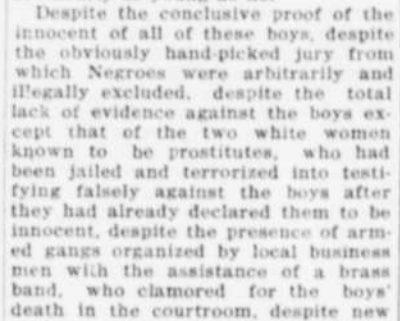 Despite the conclusive proof of the
innocent of all of these boys, despite
the obviously hand-picked jury from
which Negroes were arbitrarily and
illegally excluded, despite the total
lack of evidence against the boys ex-
cept that of the two white women
known to be prostitutes, who had
been jailed and terrorized into testi-
fying falsely against the boys after
they had already declared them to be
innocent, despite the presence of arm-
ed gangs organized by local business
men with the assistance of a brass
band, who clamored for the boys'
death in the courtroom, despite new